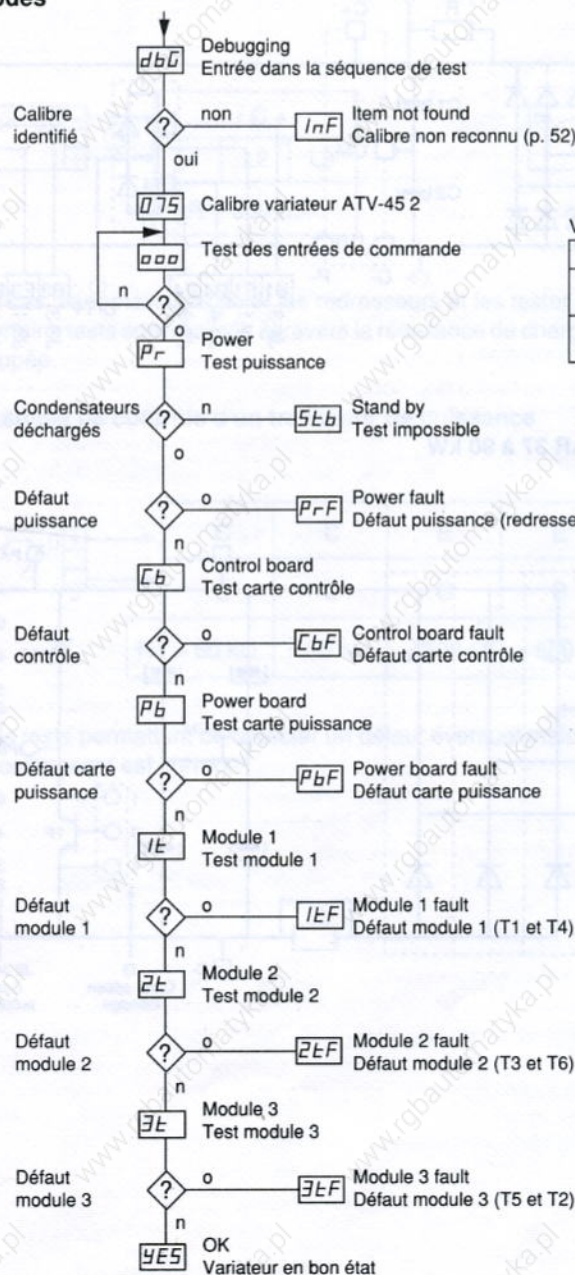 dbG
Debugging
Entrée dans la séquence de test
Calibre
identifié
?
non
InF
Item not found
Calibre non reconnu (p. 52)
oui
075
Calibre variateur ATV-45 2
ooo
Test des entrées de commande
n
?
o
Pr
Power
Test puissance
Condensateurs
déchargés
?
n
Stb
Stand by
Test impossible
o
Défaut
puissance
?
o
PrF
Power fault
Défaut puissance (redresse
n
Cb
Control board
Test carte contrôle
Défaut
contrôle
?
o
CbF
Control board fault
Défaut carte contrôle
n
Pb
Power board
Test carte puissance
Défaut carte
puissance
?
o
PbF
Power board fault
Défaut carte puissance
n
1t
Module 1
Test module 1
Défaut
module 1
?
o
1tF
Module 1 fault
Défaut module 1 (T1 et T4)
n
2t
Module 2
Test module 2
Défaut
module 2
?
o
2tF
Module 2 fault
Défaut module 2 (T3 et T6)
n
3t
Module 3
Test module 3
Défaut
module 3
?
o
3tF
Module 3 fault
Défaut module 3 (T5 et T2)
n
YES
OK
Variateur en bon état
www.rgbautomatyka.pl